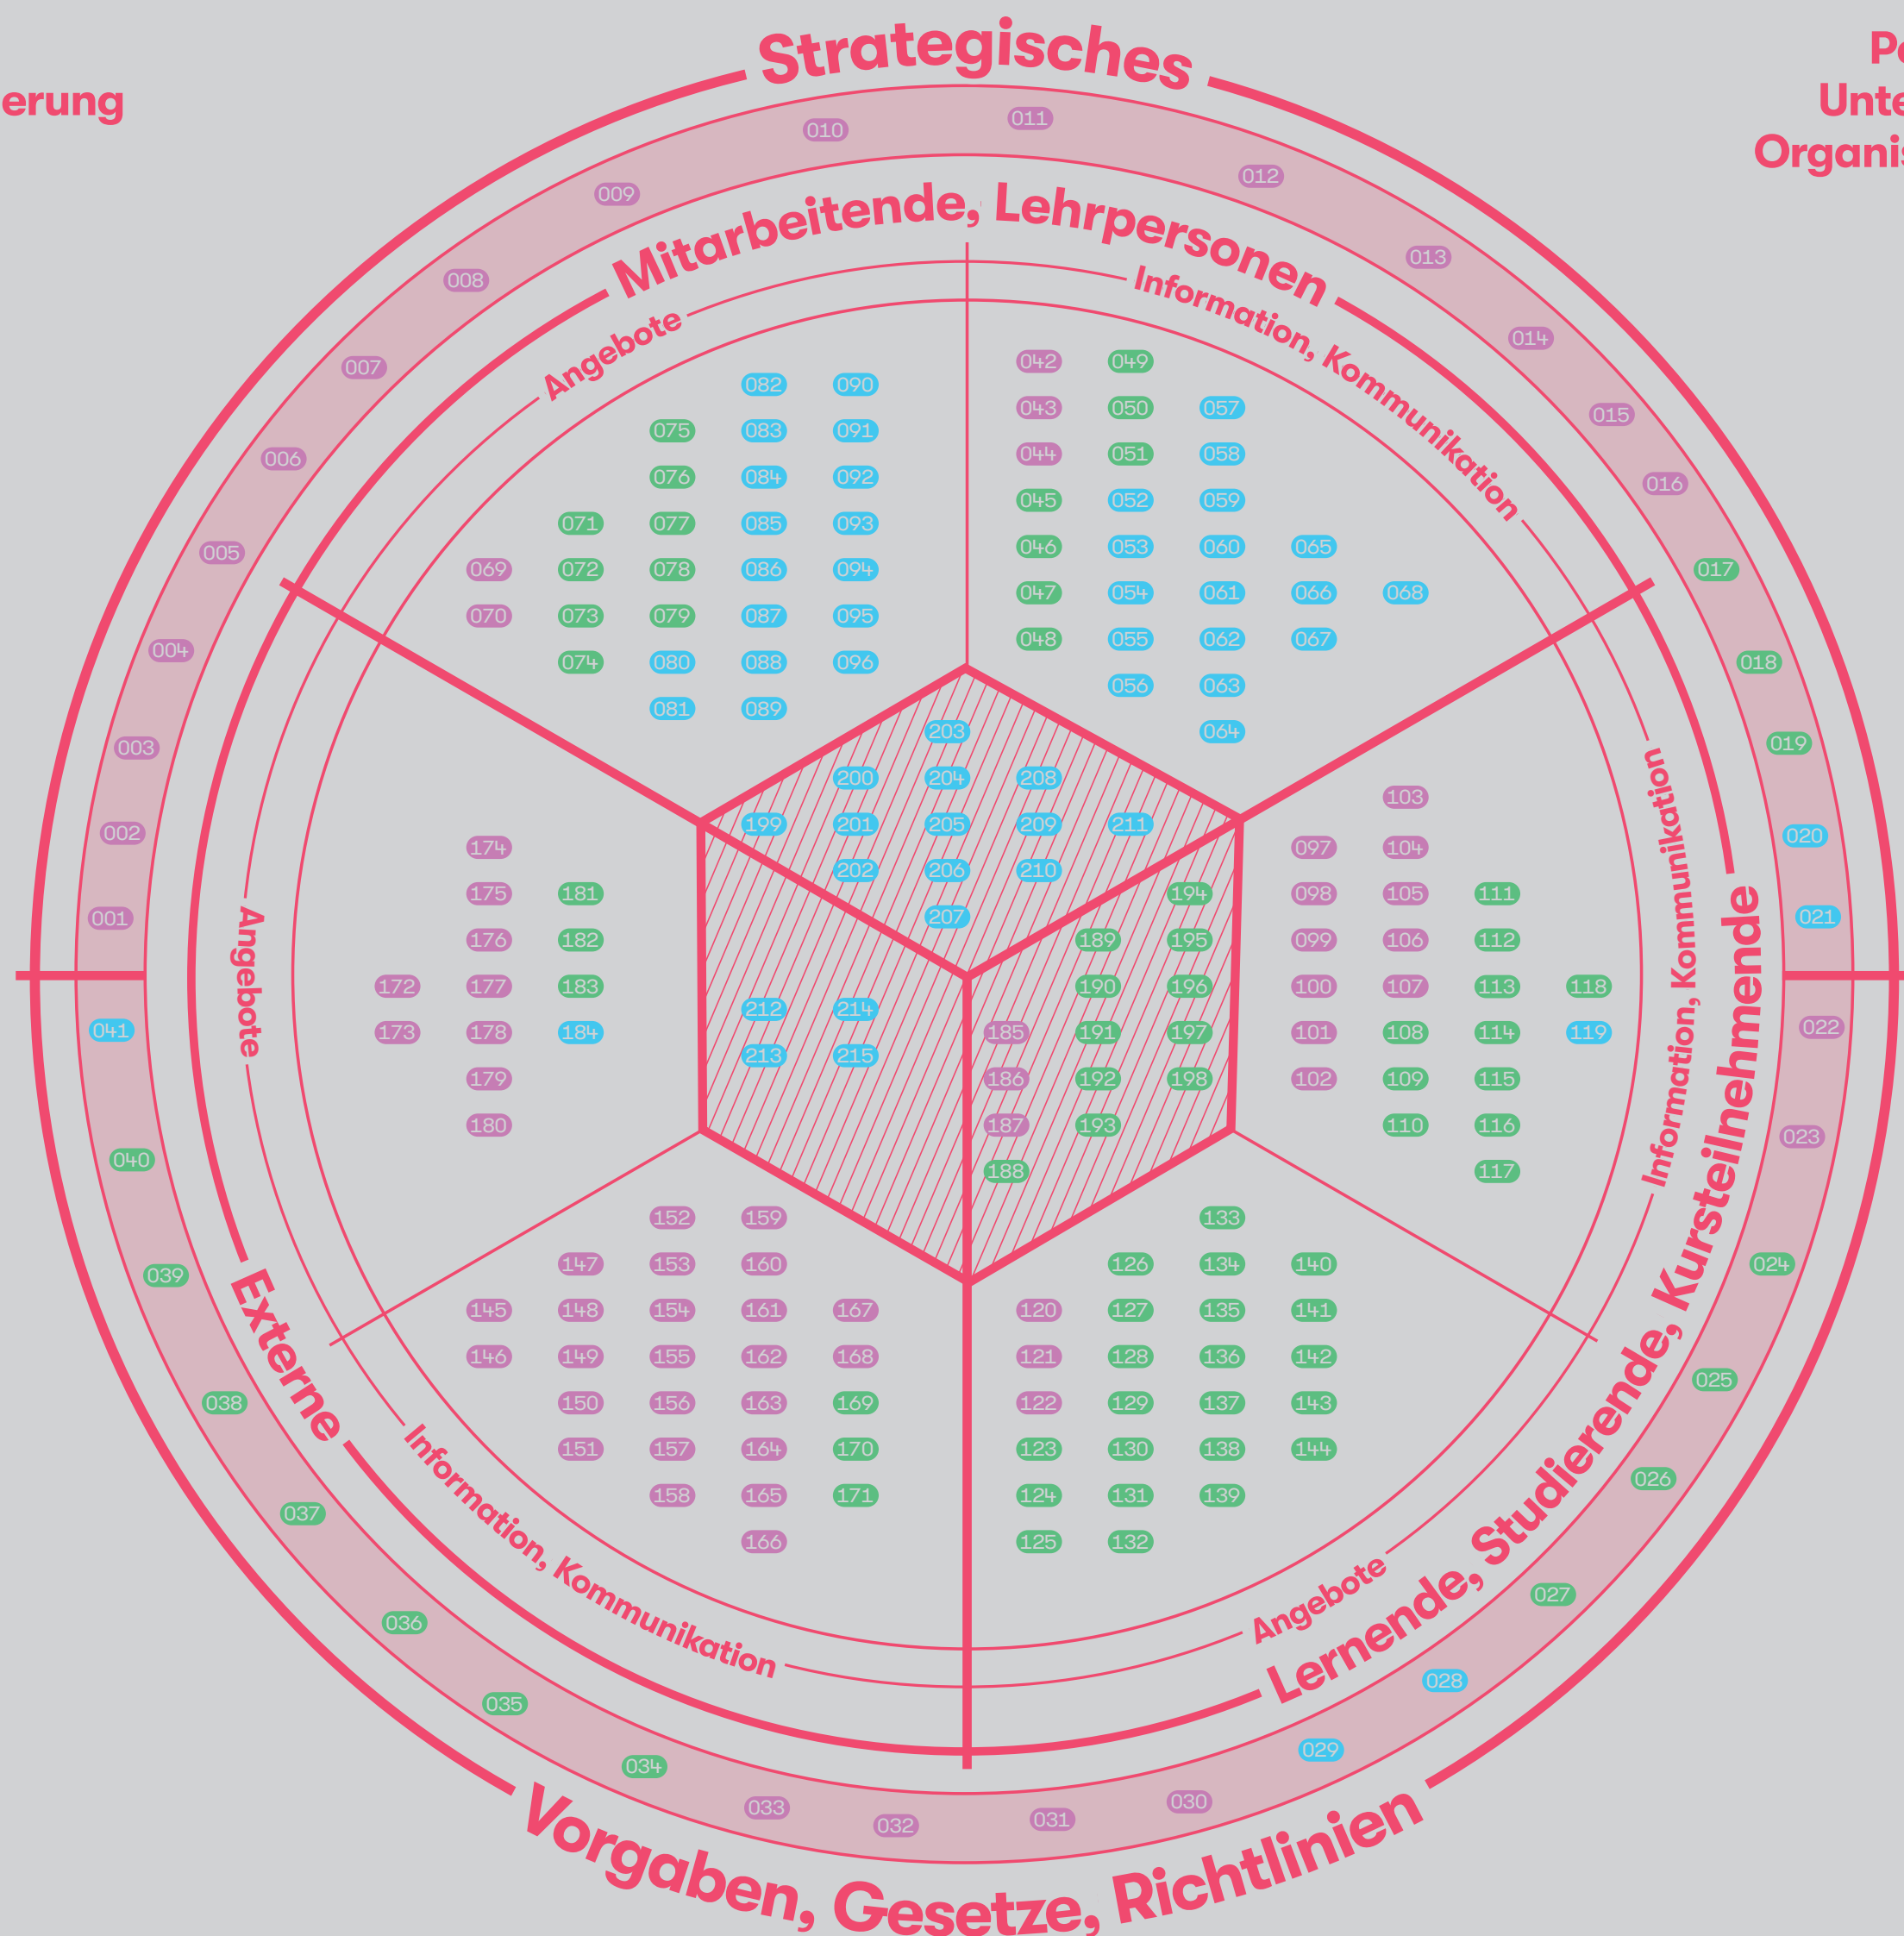 Strategisches
erung
Pe
Unte
Organis
010
011
009
012
008
013
007
014
006
015
005
016
004
017
003
018
002
019
001
020
021
Mitarbeitende, Lehrpersonen
Angebote
Information, Kommunikation
082 090
075 083 091
076 084 092
071 077 085 093
069 072 078 086 094
070 073 079 087 095
074 080 088 096
081 089
042 049
043 050 057
044 051 058
045 052 059
046 053 060 065
047 054 061 066 068
048 055 062 067
056 063
064
203
200 204 208
199 201 205 209 211
202 206 210
207
103
097 104
098 105 111
099 106 112
100 107 113 118
101 108 114 119
102 109 115
110 116
117
Information, Kommunikation
Lernende, Studierende, Kursteilnehmende
174
175 181
176 182
172 177 183
173 178 184
179
180
Angebote
Externe
212 214
213 215
194
189 195
190 196
185 191 197
186 192 198
187 193
188
152 159
147 153 160
145 148 154 161 167
146 149 155 162 168
150 156 163 169
151 157 164 170
158 165 171
166
Information, Kommunikation
133
126 134 140
120 127 135 141
121 128 136 142
122 129 137 143
123 130 138 144
124 131 139
125 132
Angebote
022
023
024
025
026
027
028
029
030
031
032
033
034
035
036
037
038
039
040
041
Vorgaben, Gesetze, Richtlinien